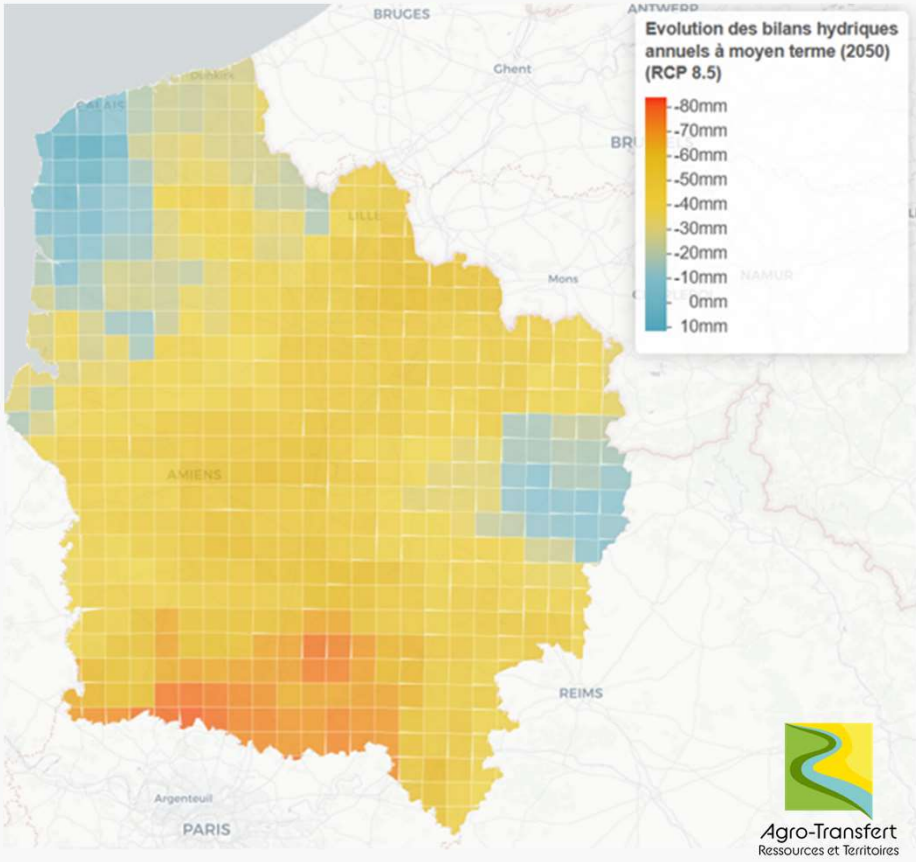 BRUGES
ANTWERP
Evolution des bilans hydriques
annuels à moyen terme (2050)
(RCP 8.5)
Ghent
Dunkirk
CALAIS
-80mm
-70mm
-60mm
-50mm
-40mm
-30mm
-20mm
-10mm
0mm
10mm
LILLE
Mons
NAMUR
AMIENS
REIMS
Argenteuil
PARIS
Agro-Transfert
Ressources et Territoires